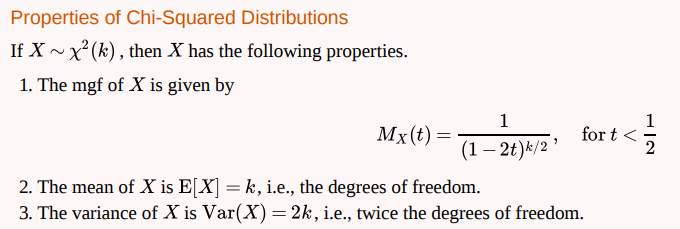 Properties of Chi-Squared Distributions
If X ∼ χ²(k), then X has the following properties.
1. The mgf of X is given by
M_X(t) = 1/(1 − 2t)^{k/2}, for t < 1/2
2. The mean of X is E[X] = k, i.e., the degrees of freedom.
3. The variance of X is Var(X) = 2k, i.e., twice the degrees of freedom.